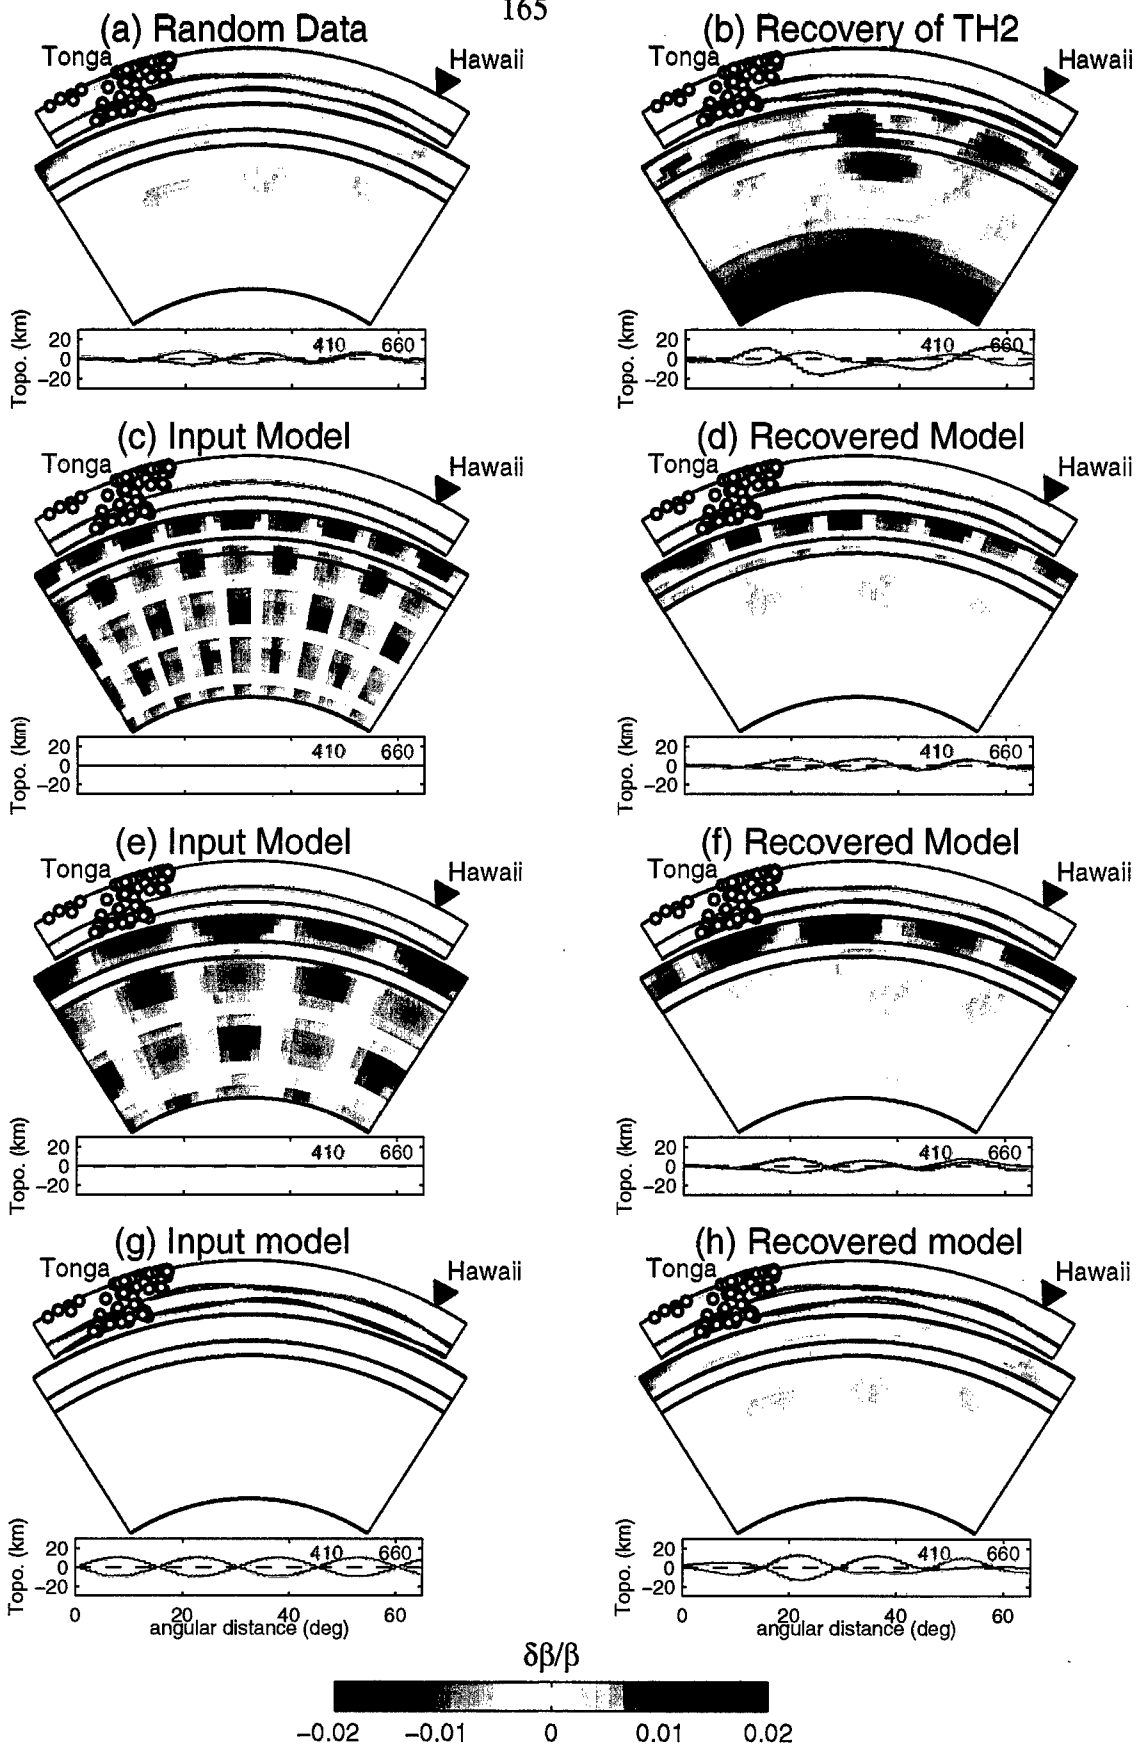 165
(a) Random Data
(b) Recovery of TH2
Tonga
Hawaii
Tonga
Hawaii
Topo. (km)
20
0
−20
410
660
Topo. (km)
20
0
−20
410
660
(c) Input Model
(d) Recovered Model
Tonga
Hawaii
Tonga
Hawaii
Topo. (km)
20
0
−20
410
660
Topo. (km)
20
0
−20
410
660
(e) Input Model
(f) Recovered Model
Tonga
Hawaii
Tonga
Hawaii
Topo. (km)
20
0
−20
410
660
Topo. (km)
20
0
−20
410
660
(g) Input model
(h) Recovered model
Tonga
Hawaii
Tonga
Hawaii
Topo. (km)
20
0
−20
410
660
0 20 40 60
angular distance (deg)
Topo. (km)
20
0
−20
410
660
0 20 40 60
angular distance (deg)
δβ/β
−0.02 −0.01 0 0.01 0.02